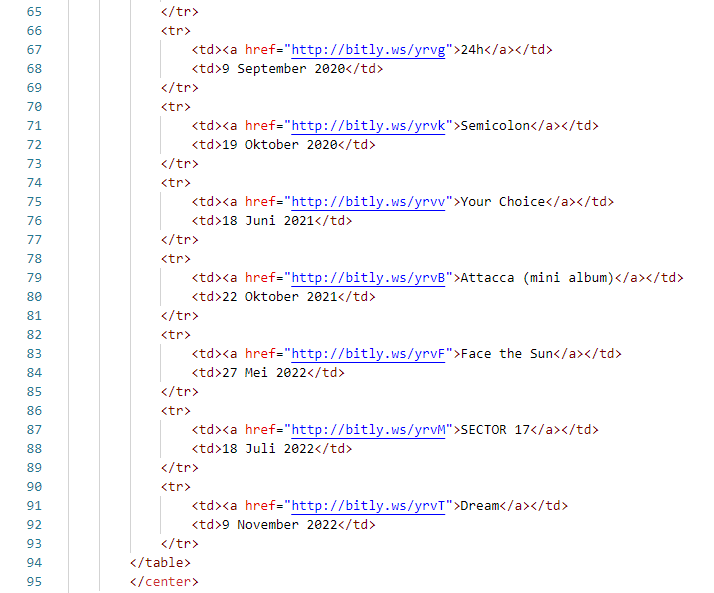 65 </tr>
66 <tr>
67 <td><a href="http://bitly.ws/yrvg">24h</a></td>
68 <td>9 September 2020</td>
69 </tr>
70 <tr>
71 <td><a href="http://bitly.ws/yrvk">Semicolon</a></td>
72 <td>19 Oktober 2020</td>
73 </tr>
74 <tr>
75 <td><a href="http://bitly.ws/yrvv">Your Choice</a></td>
76 <td>18 Juni 2021</td>
77 </tr>
78 <tr>
79 <td><a href="http://bitly.ws/yrvB">Attacca (mini album)</a></td>
80 <td>22 Oktober 2021</td>
81 </tr>
82 <tr>
83 <td><a href="http://bitly.ws/yrvF">Face the Sun</a></td>
84 <td>27 Mei 2022</td>
85 </tr>
86 <tr>
87 <td><a href="http://bitly.ws/yrvM">SECTOR 17</a></td>
88 <td>18 Juli 2022</td>
89 </tr>
90 <tr>
91 <td><a href="http://bitly.ws/yrvT">Dream</a></td>
92 <td>9 November 2022</td>
93 </tr>
94 </table>
95 </center>